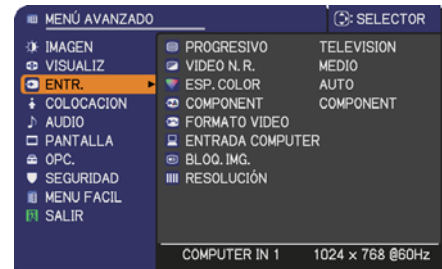 MENÚ AVANZADO
: SELECTOR
IMAGEN
VISUALIZ
ENTR.
COLOCACION
AUDIO
PANTALLA
OPC.
SEGURIDAD
MENU FACIL
SALIR
PROGRESIVO TELEVISION
VIDEO N. R. MEDIO
ESP. COLOR AUTO
COMPONENT COMPONENT
FORMATO VIDEO
ENTRADA COMPUTER
BLOQ. IMG.
RESOLUCIÓN
COMPUTER IN 1 1024 x 768 @60Hz